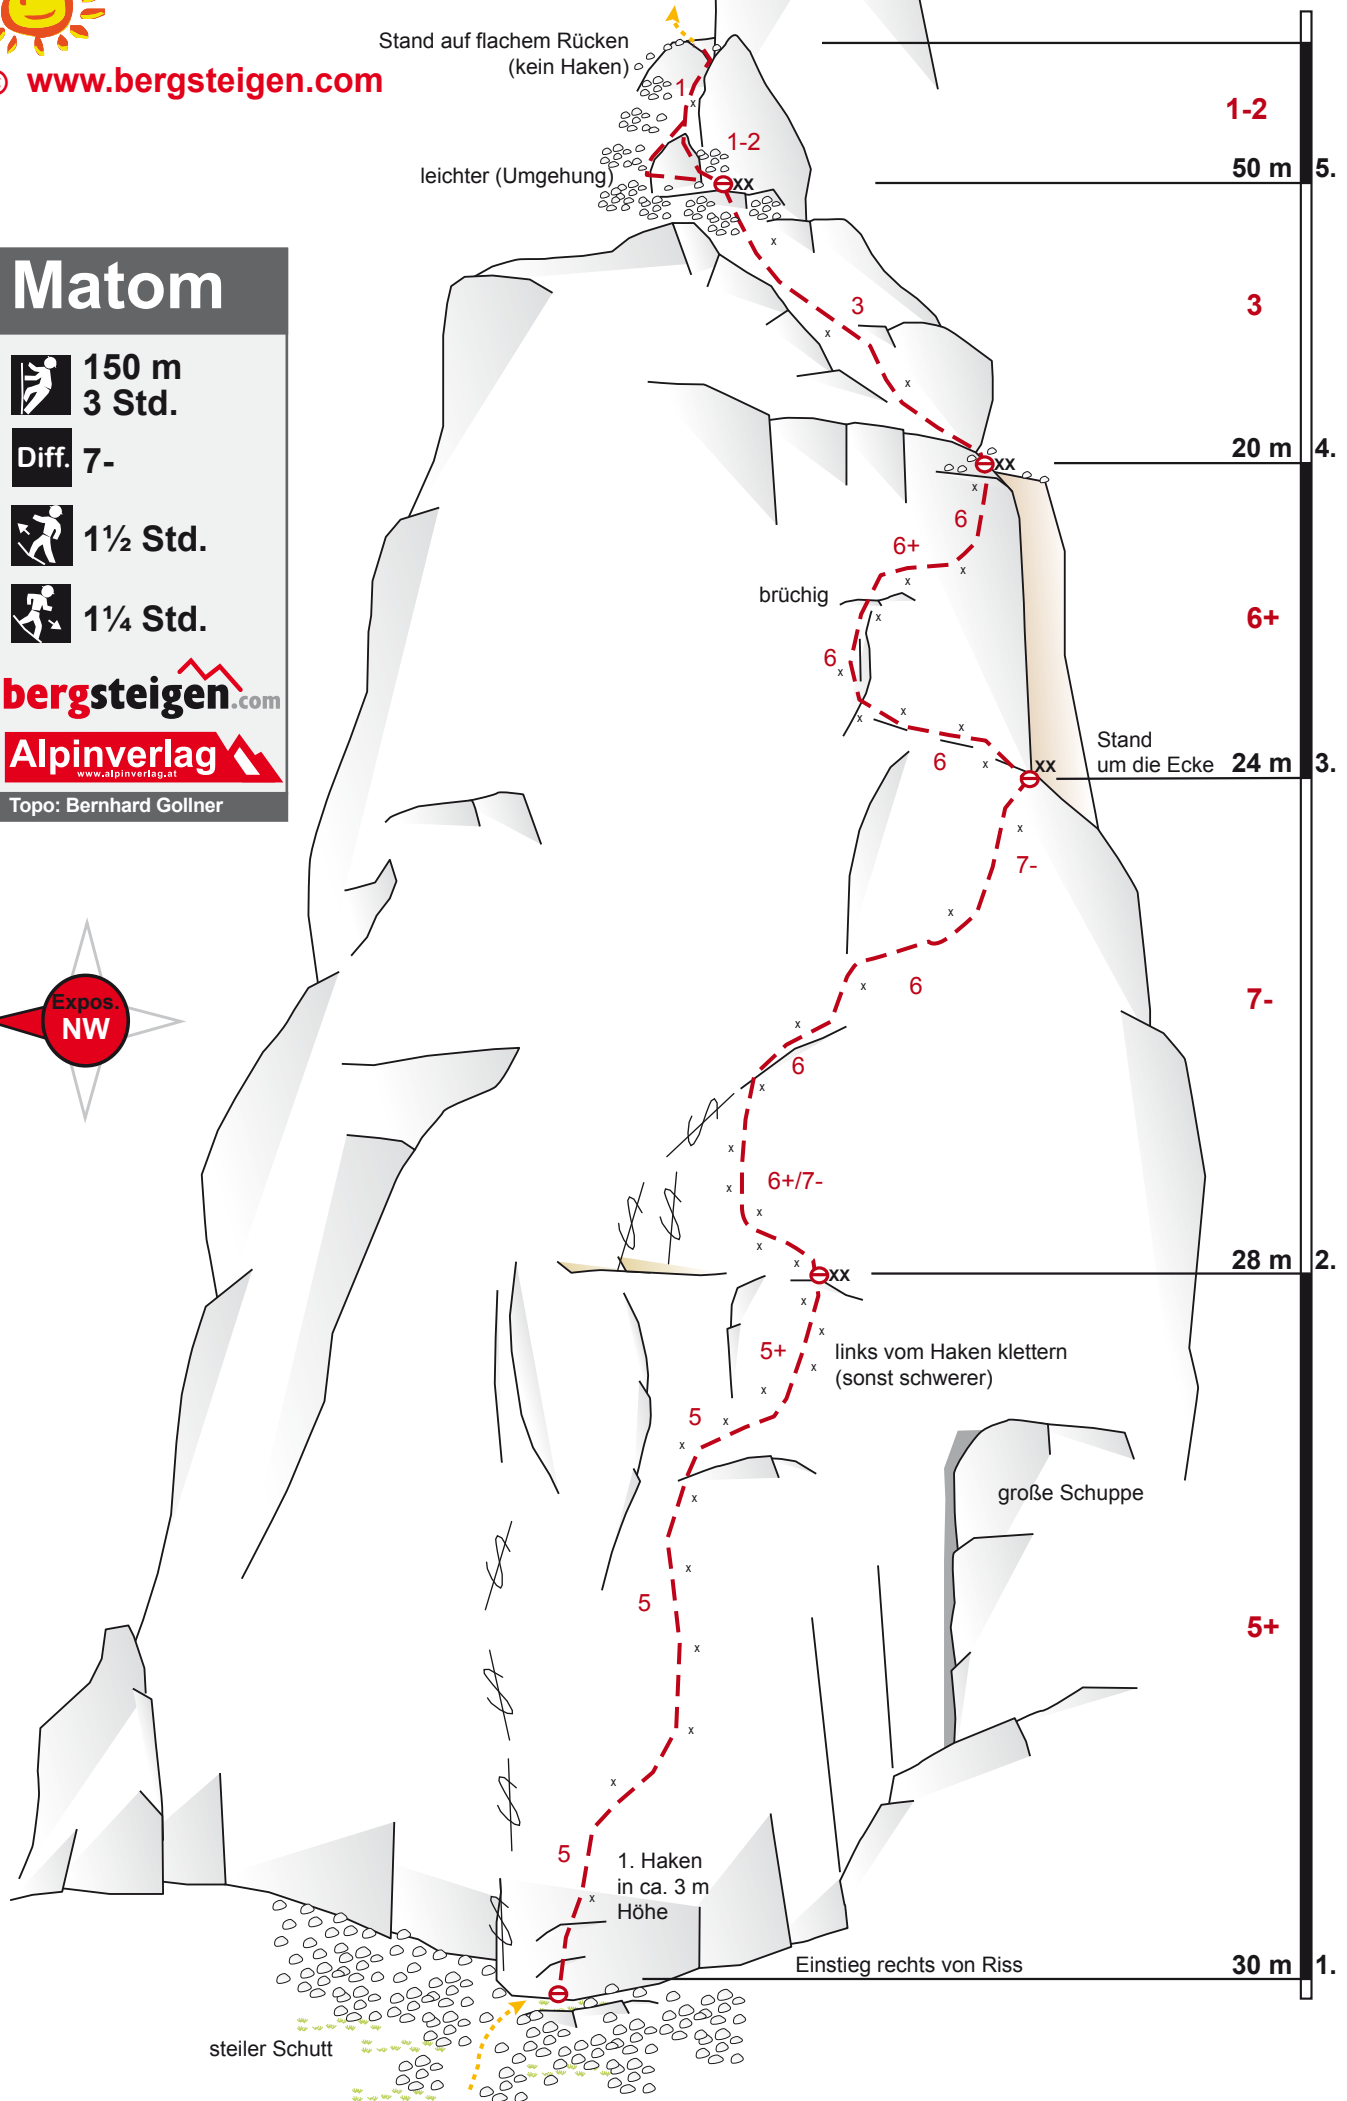 © www.bergsteigen.com
Stand auf flachem Rücken
(kein Haken)
1
1-2
1-2
leichter (Umgehung)
xx
50 m 5.
Matom
150 m
3 Std.
Diff. 7-
1½ Std.
1¼ Std.
bergsteigen.com
Alpinverlag
www.alpinverlag.at
Topo: Bernhard Gollner
3
3
xx
20 m 4.
6
6+
brüchig
6+
6
Stand
um die Ecke
xx
24 m 3.
6
7-
Expos.
NW
6
7-
6
6+/7-
xx
28 m 2.
5+
links vom Haken klettern
(sonst schwerer)
5
große Schuppe
5
5+
5
1. Haken
in ca. 3 m
Höhe
Einstieg rechts von Riss
30 m 1.
steiler Schutt